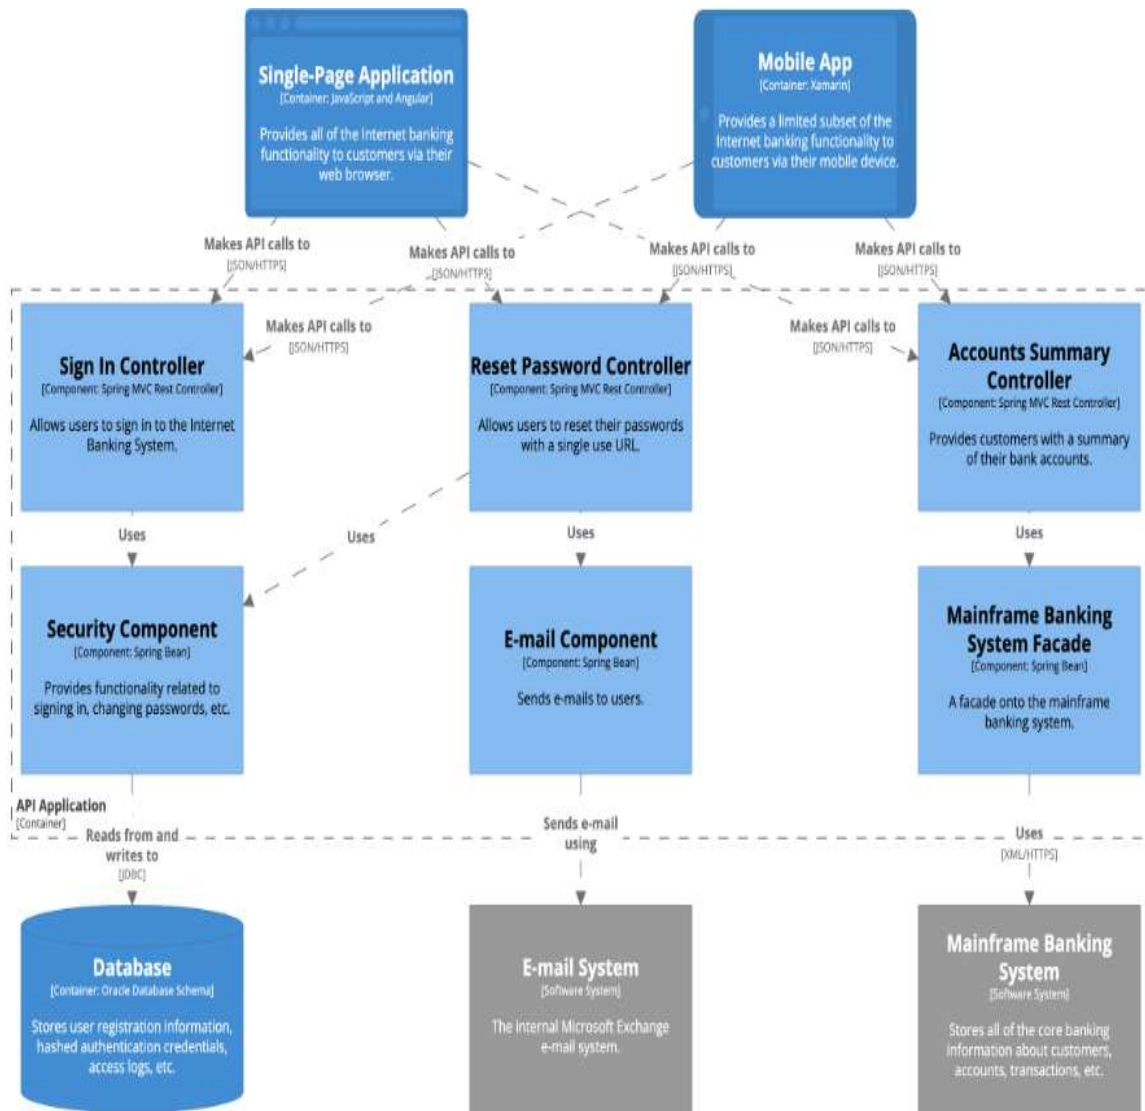 Single-Page Application
[Container: JavaScript and Angular]
Provides all of the Internet banking
functionality to customers via their
web browser.
Mobile App
[Container: Xamarin]
Provides a limited subset of the
Internet banking functionality to
customers via their mobile device.
Makes API calls to
[JSON/HTTPS]
Makes API calls to
[JSON/HTTPS]
Makes API calls to
[JSON/HTTPS]
Makes API calls to
[JSON/HTTPS]
Makes API calls to
[JSON/HTTPS]
Makes API calls to
[JSON/HTTPS]
Sign In Controller
[Component: Spring MVC Rest Controller]
Allows users to sign in to the Internet
Banking System.
Reset Password Controller
[Component: Spring MVC Rest Controller]
Allows users to reset their passwords
with a single use URL.
Accounts Summary
Controller
[Component: Spring MVC Rest Controller]
Provides customers with a summary
of their bank accounts.
Uses
Uses
Uses
Uses
Security Component
[Component: Spring Bean]
Provides functionality related to
signing in, changing passwords, etc.
E-mail Component
[Component: Spring Bean]
Sends e-mails to users.
Mainframe Banking
System Facade
[Component: Spring Bean]
A facade onto the mainframe
banking system.
API Application
[Container]
Reads from and
writes to
[JDBC]
Sends e-mail
using
Uses
[XML/HTTPS]
Database
[Container: Oracle Database Schema]
Stores user registration information,
hashed authentication credentials,
access logs, etc.
E-mail System
[Software System]
The internal Microsoft Exchange
e-mail system.
Mainframe Banking
System
[Software System]
Stores all of the core banking
information about customers,
accounts, transactions, etc.